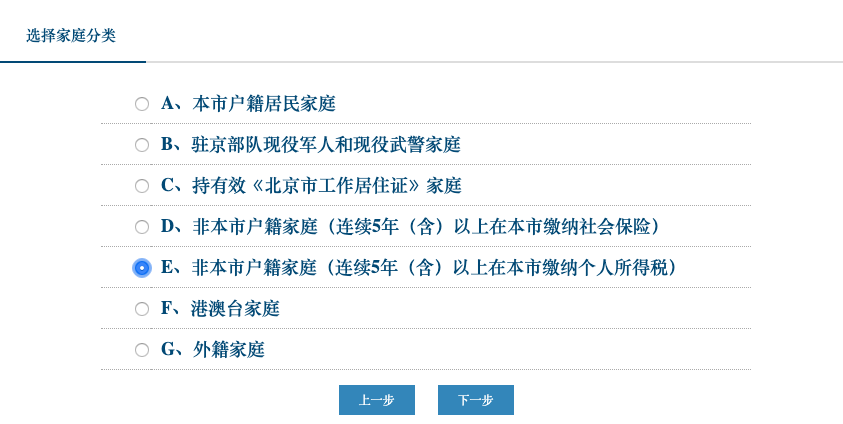 选择家庭分类
A、本市户籍居民家庭
B、驻京部队现役军人和现役武警家庭
C、持有效《北京市工作居住证》家庭
D、非本市户籍家庭（连续5年（含）以上在本市缴纳社会保险）
E、非本市户籍家庭（连续5年（含）以上在本市缴纳个人所得税）
F、港澳台家庭
G、外籍家庭
上一步 下一步